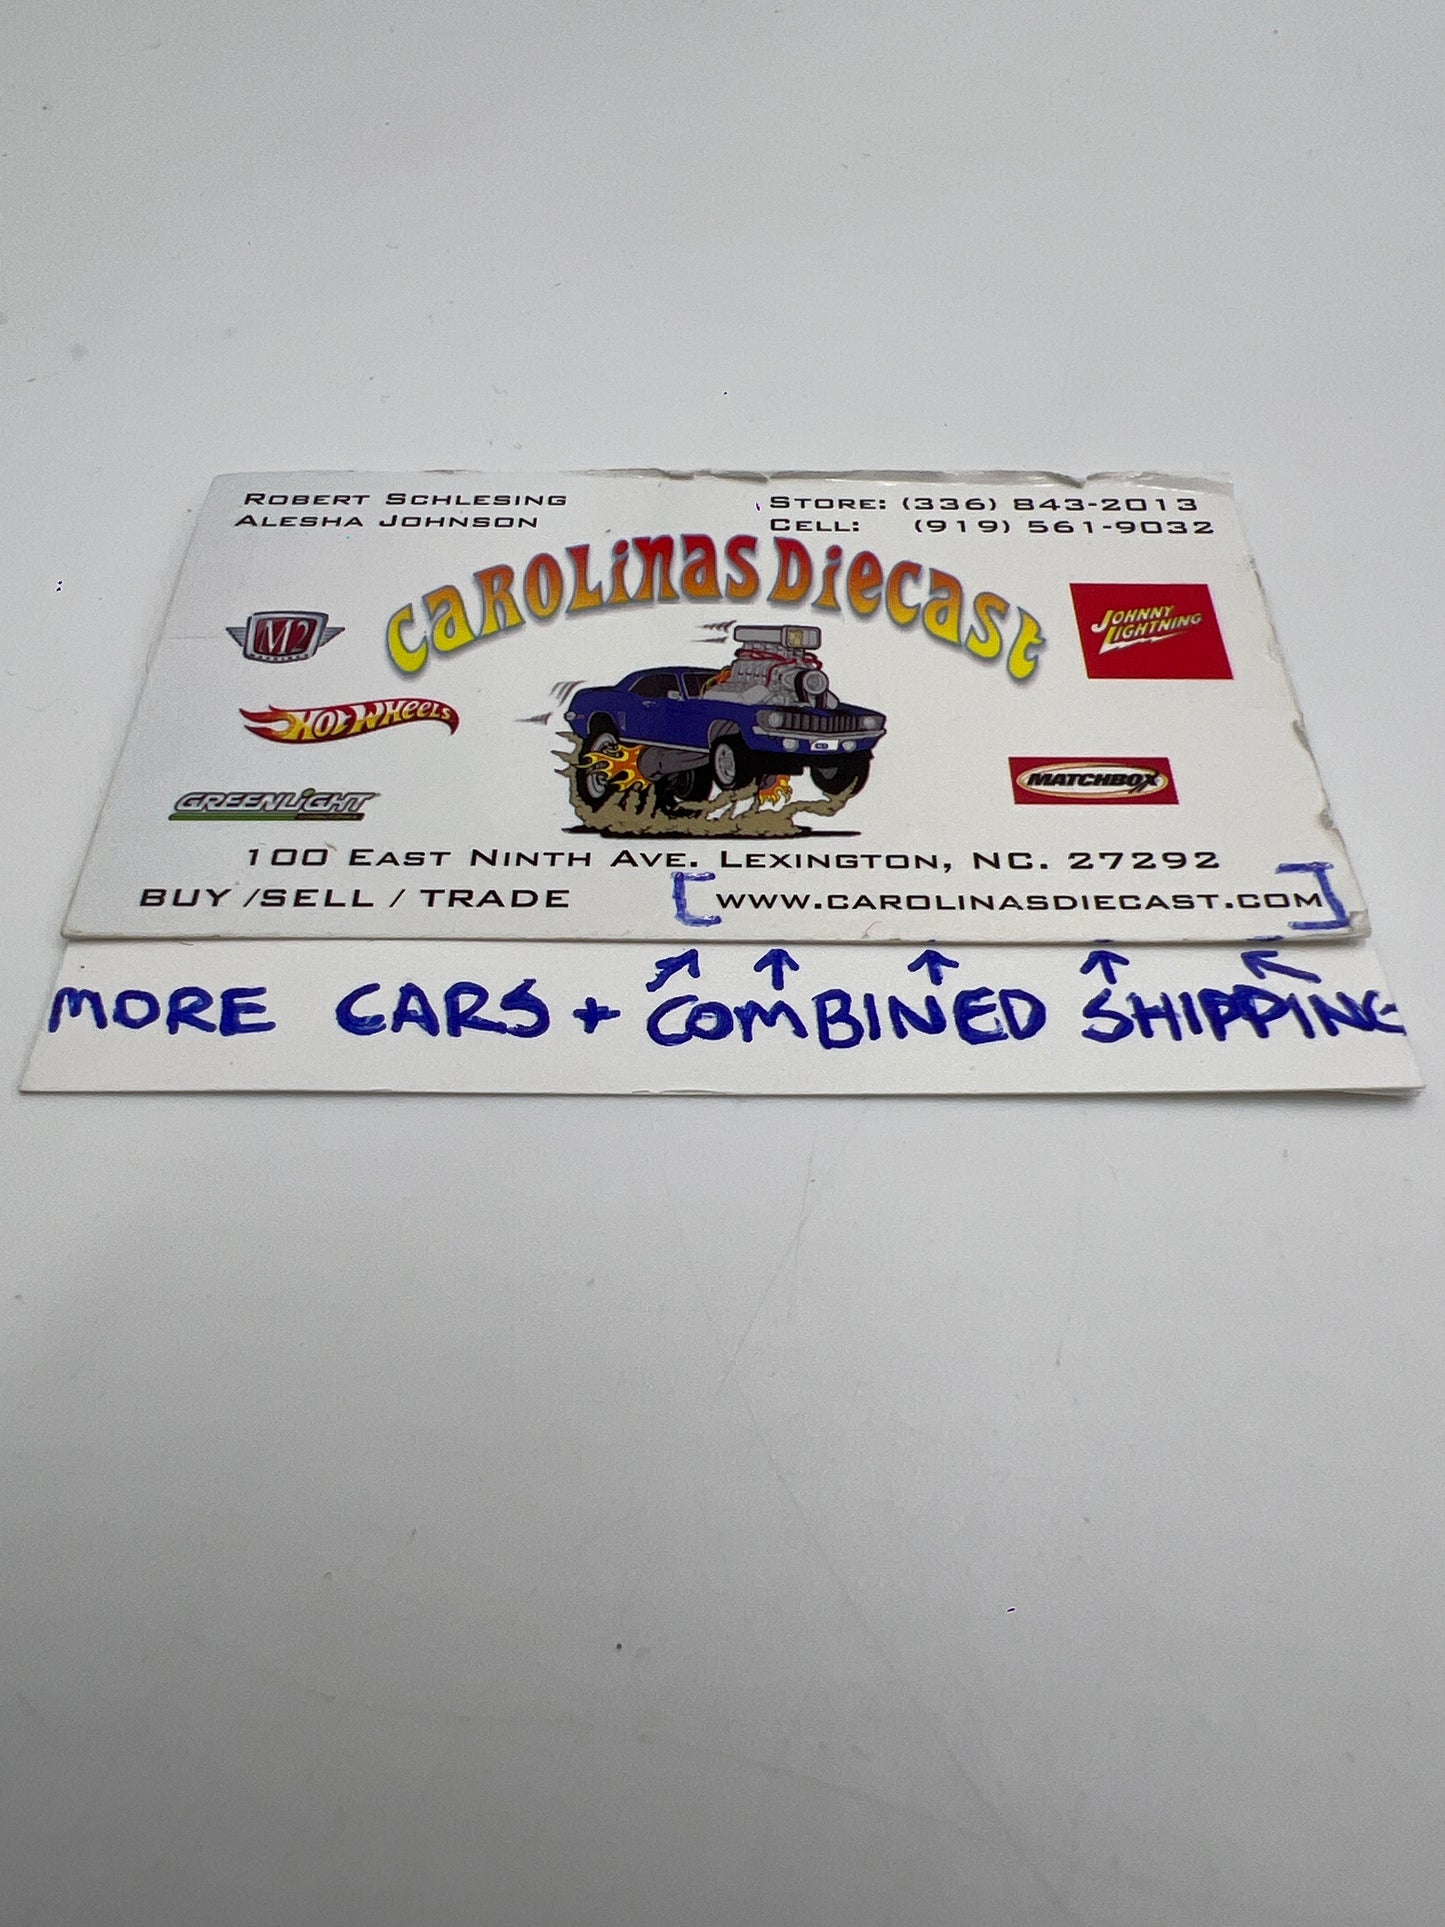 ROBERT SCHLESING
ALESHA JOHNSON
STORE: (336) 843-2013
CELL: (919) 561-9032
CAROLINAS DIECAST
M2
JOHNNY LIGHTNING
HOT WHEELS
MATCHBOX
GREENLIGHT
100 EAST NINTH AVE. LEXINGTON, NC. 27292
BUY /SELL / TRADE
[WWW.CAROLINASDIECAST.COM]
MORE CARS + COMBINED SHIPPING